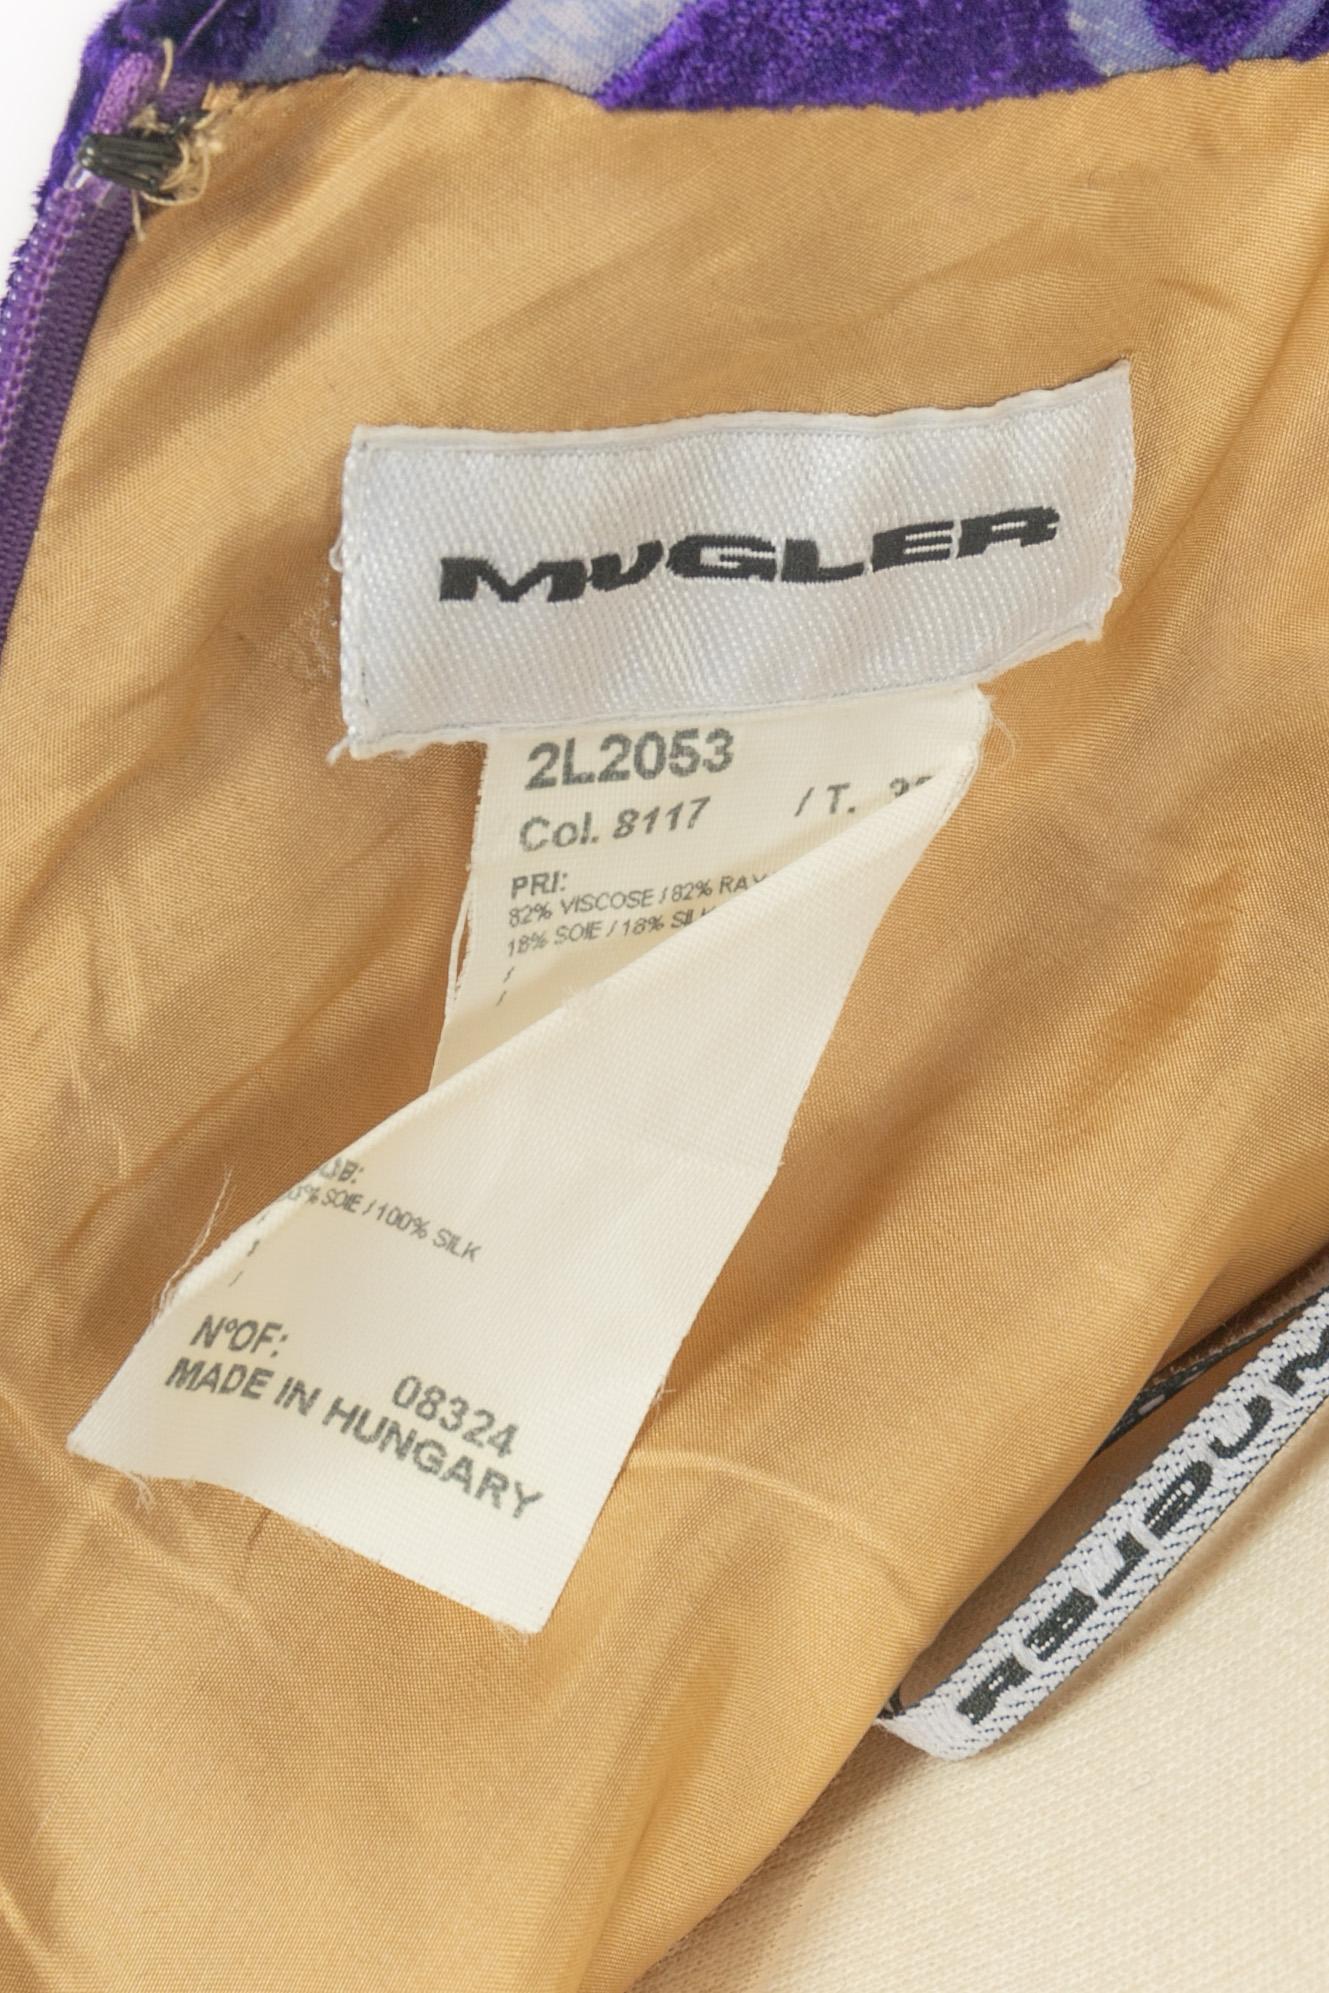 MUGLER
2L2053
Col. 8117 / T.
PRI:
82% VISCOSE / 82%
18% SOIE / 18%
/
/
SOIE / 100% SILK
/
N°OF:
08324
MADE IN HUNGARY
MUGLER